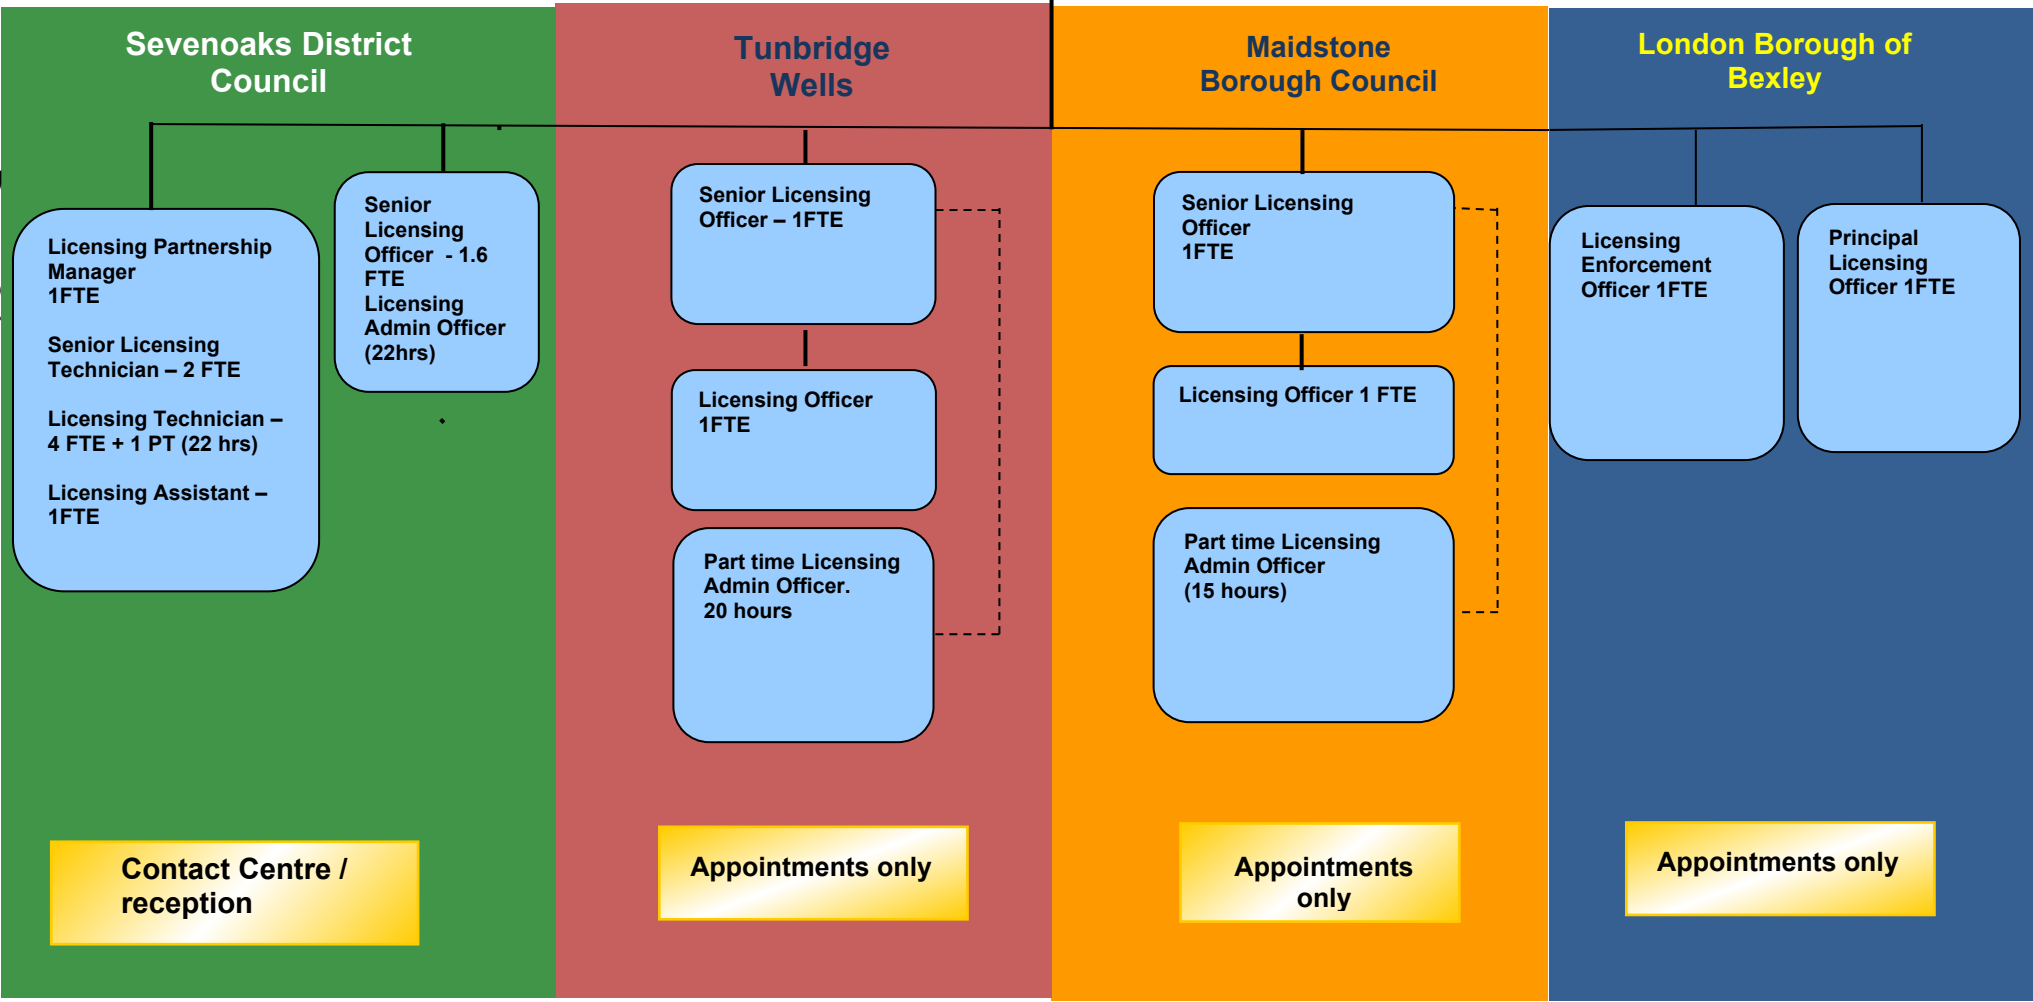 Sevenoaks District
Council
Licensing Partnership
Manager
1FTE
Senior Licensing
Technician – 2 FTE
Licensing Technician –
4 FTE + 1 PT (22 hrs)
Licensing Assistant –
1FTE
Senior
Licensing
Officer - 1.6
FTE
Licensing
Admin Officer
(22hrs)
Contact Centre /
reception
Tunbridge
Wells
Senior Licensing
Officer – 1FTE
Licensing Officer
1FTE
Part time Licensing
Admin Officer.
20 hours
Appointments only
Maidstone
Borough Council
Senior Licensing
Officer
1FTE
Licensing Officer 1 FTE
Part time Licensing
Admin Officer
(15 hours)
Appointments
only
London Borough of
Bexley
Licensing
Enforcement
Officer 1FTE
Principal
Licensing
Officer 1FTE
Appointments only